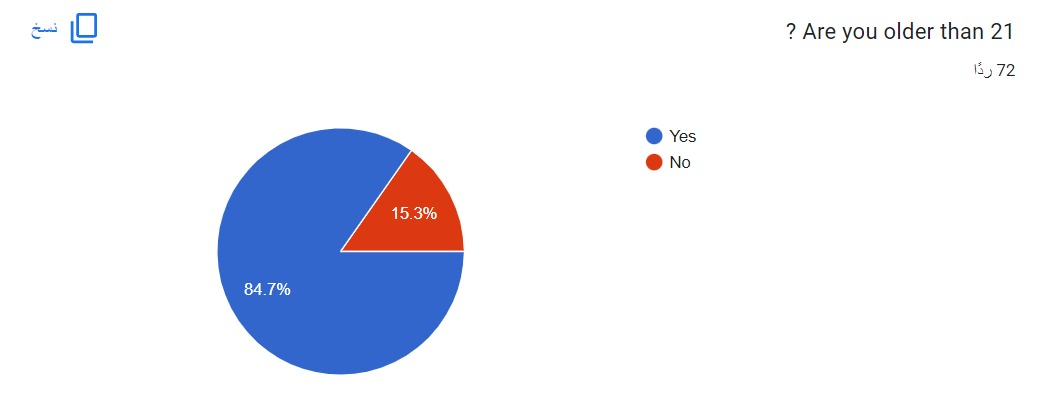 ? Are you older than 21
نسخ
72 ردًا
Yes
No
15.3%
84.7%